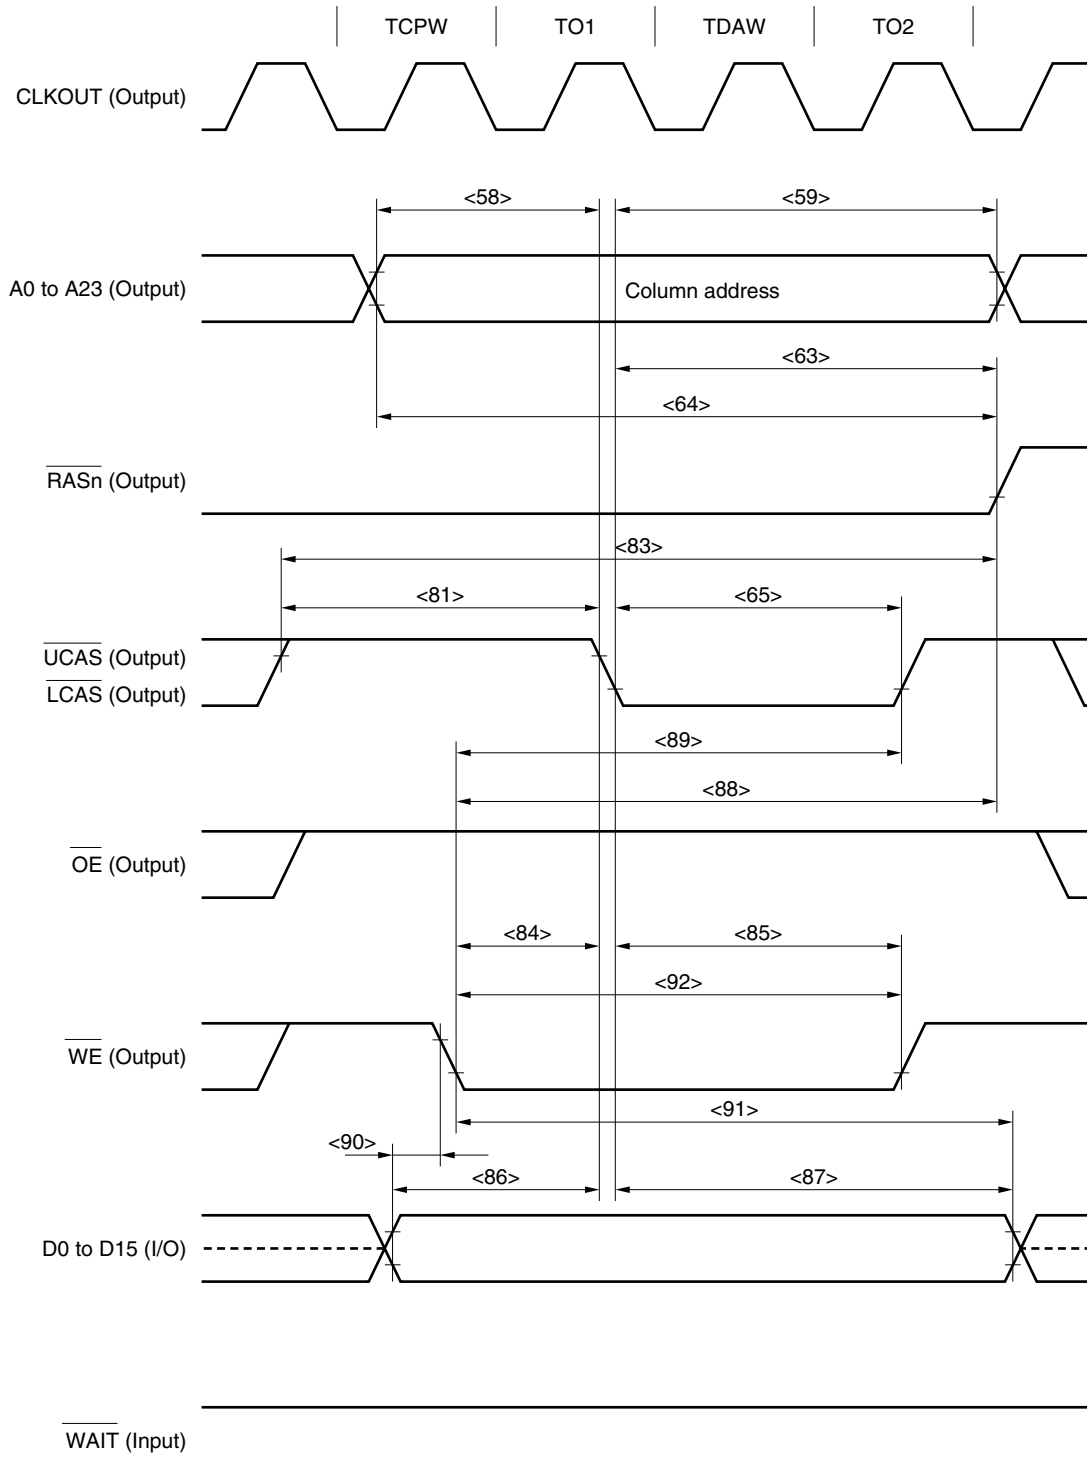 TCPW TO1 TDAW TO2
CLKOUT (Output)
<58> <59>
A0 to A23 (Output) Column address
<63>
<64>
RASn (Output)
<83>
<81> <65>
UCAS (Output)
LCAS (Output)
<89>
<88>
OE (Output)
<84> <85>
<92>
WE (Output)
<91>
<90>
<86> <87>
D0 to D15 (I/O)
WAIT (Input)